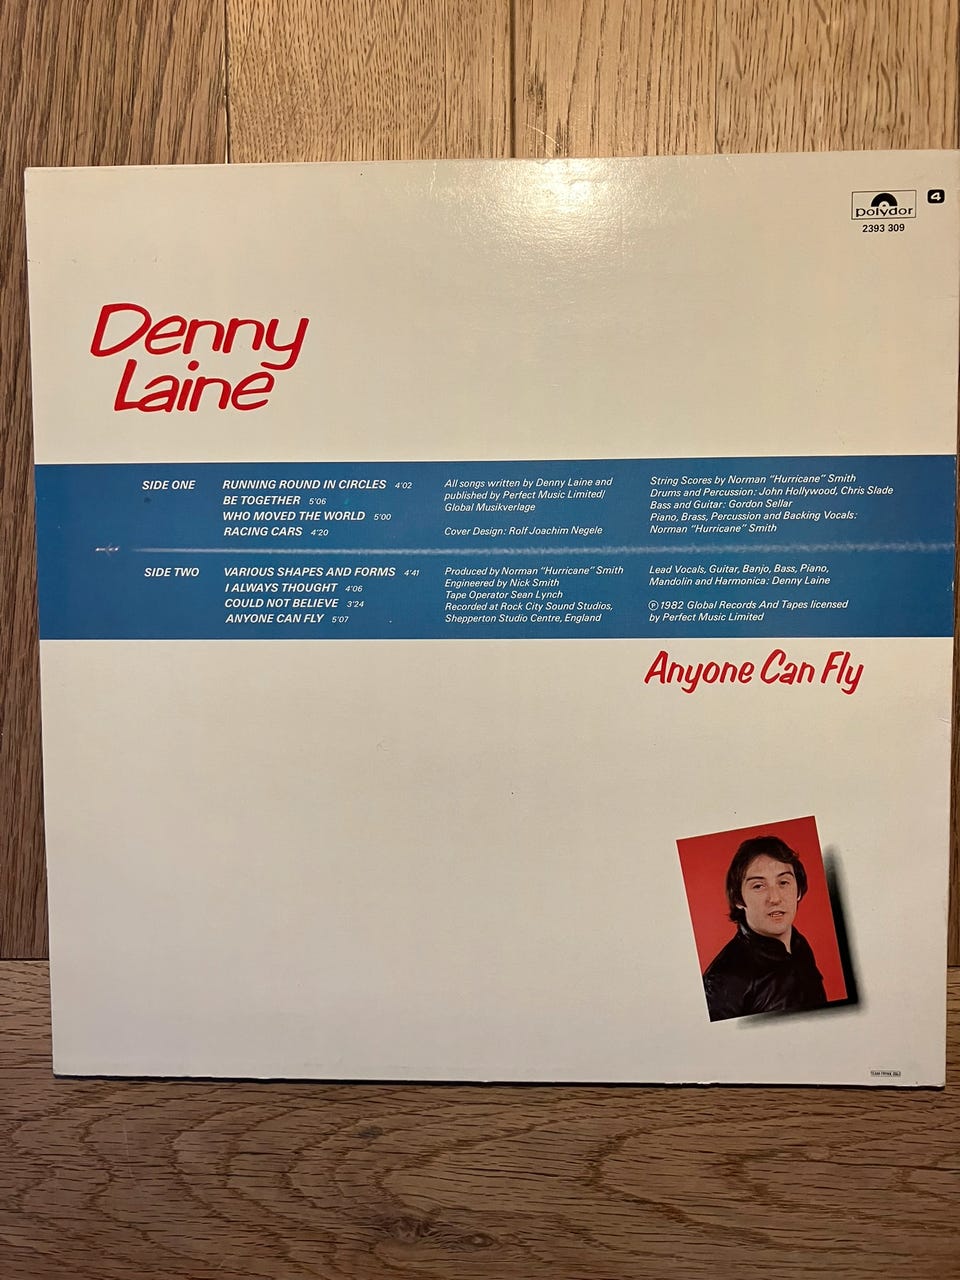 polydor 4
2393 309
Denny
Laine
SIDE ONE RUNNING ROUND IN CIRCLES 4'02
BE TOGETHER 5'06
WHO MOVED THE WORLD 5'00
RACING CARS 4'20
SIDE TWO VARIOUS SHAPES AND FORMS 4'41
I ALWAYS THOUGHT 4'06
COULD NOT BELIEVE 3'24
ANYONE CAN FLY 5'07
All songs written by Denny Laine and
published by Perfect Music Limited/
Global Musikverlage
Cover Design: Rolf Joachim Negele
Produced by Norman "Hurricane" Smith
Engineered by Nick Smith
Tape Operator Sean Lynch
Recorded at Rock City Sound Studios,
Shepperton Studio Centre, England
String Scores by Norman "Hurricane" Smith
Drums and Percussion: John Hollywood, Chris Slade
Bass and Guitar: Gordon Sellar
Piano, Brass, Percussion and Backing Vocals:
Norman "Hurricane" Smith
Lead Vocals, Guitar, Banjo, Bass, Piano,
Mandolin and Harmonica: Denny Laine
℗ 1982 Global Records And Tapes licensed
by Perfect Music Limited
Anyone Can Fly